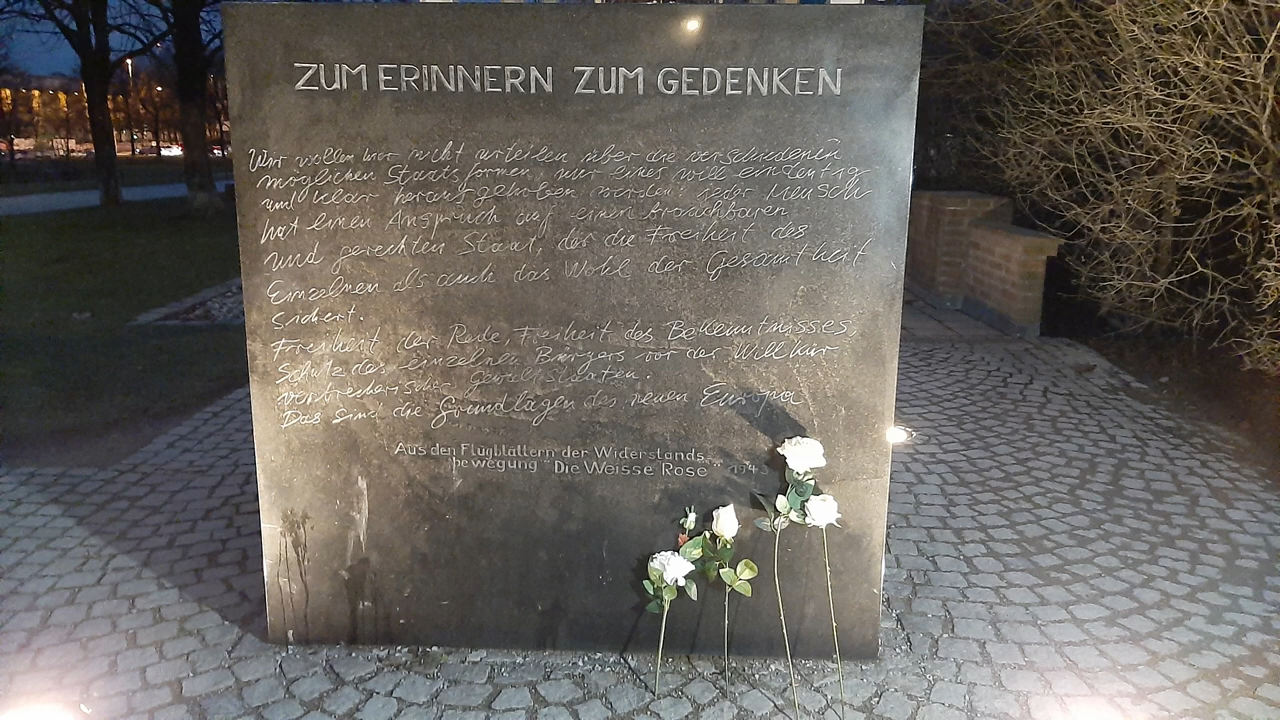 ZUM ERINNERN ZUM GEDENKEN
Wir wollen hier nicht urteilen über die verschiedenen
möglichen Staatsformen, nur eines will eindeutig
und klar herausgehoben werden: jeder Mensch
hat einen Anspruch auf einen brauchbaren
und gerechten Staat, der die Freiheit des
Einzelnen als auch das Wohl der Gesamtheit
sichert.
Freiheit der Rede, Freiheit des Bekenntnisses,
Schutz des einzelnen Bürgers vor der Willkür
verbrecherischer Gewaltstaaten.
Das sind die Grundlagen des neuen Europa
Aus den Flugblättern der Widerstands-
bewegung "Die Weisse Rose" 1943